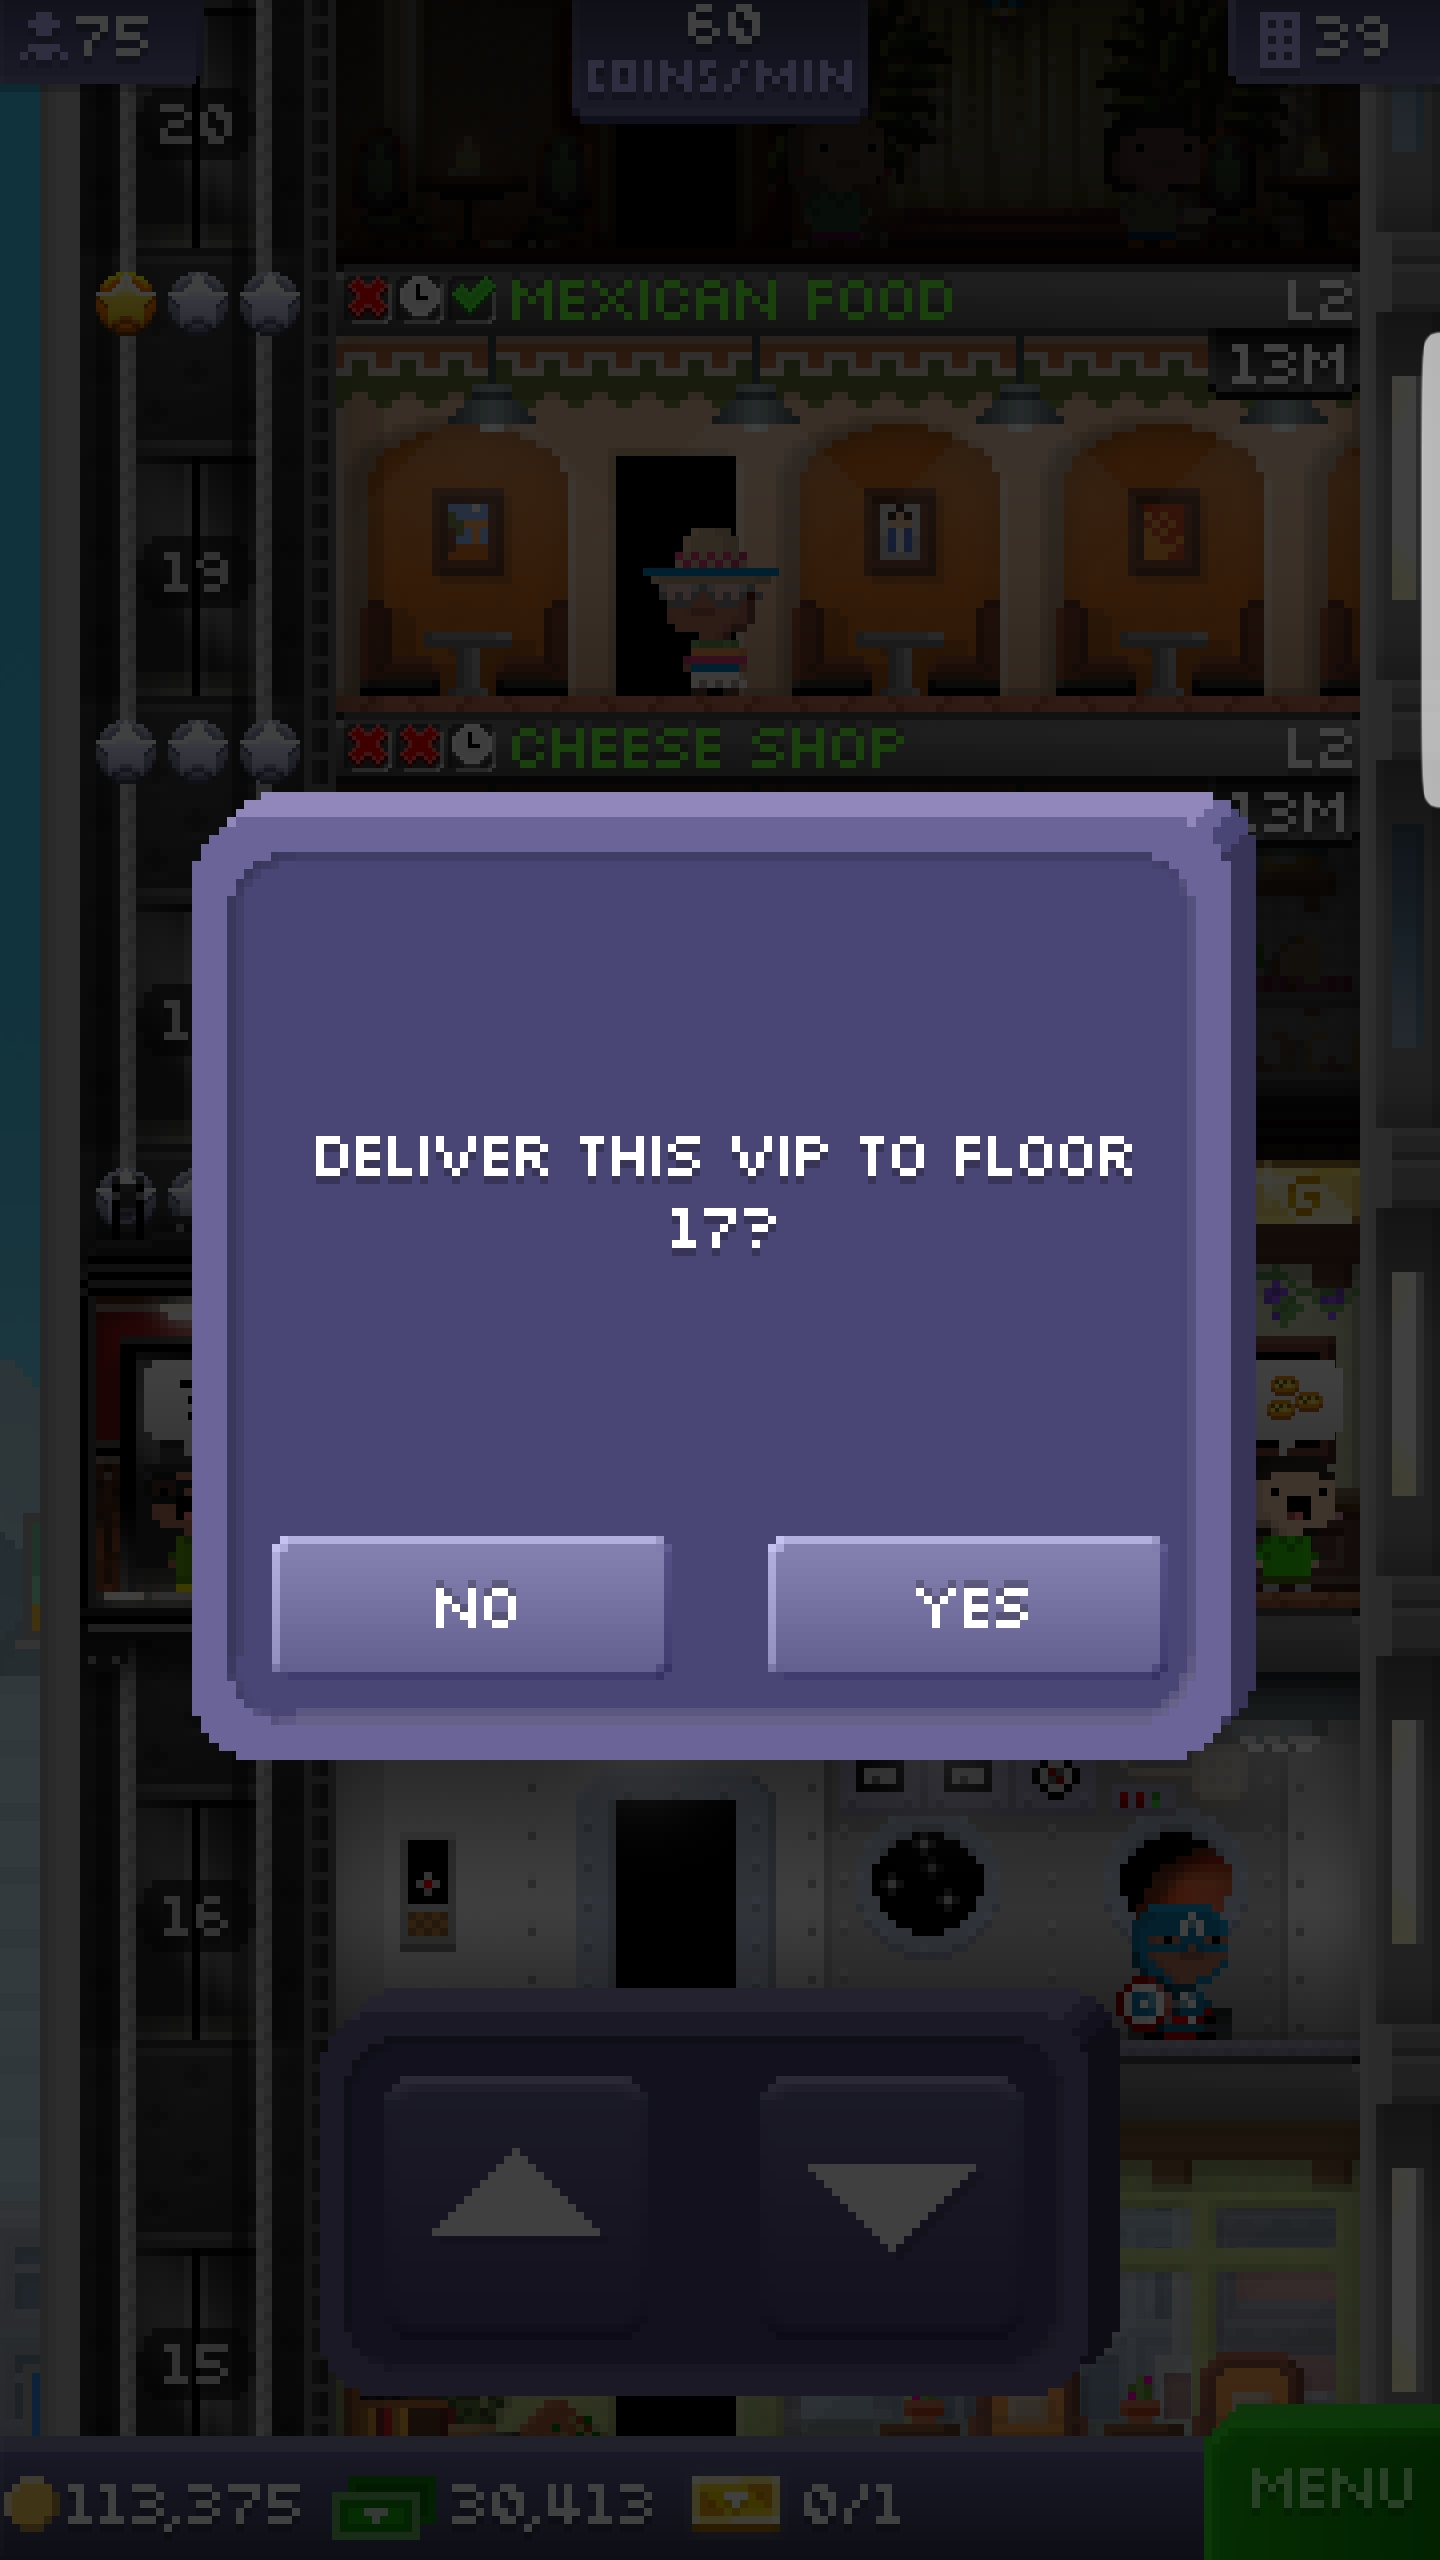 75
60
COINS/MIN
39
20
MEXICAN FOOD
L2
13M
19
CHEESE SHOP
L2
13M
G
DELIVER THIS VIP TO FLOOR
17?
NO
YES
16
15
113,375
30,413
0/1
MENU